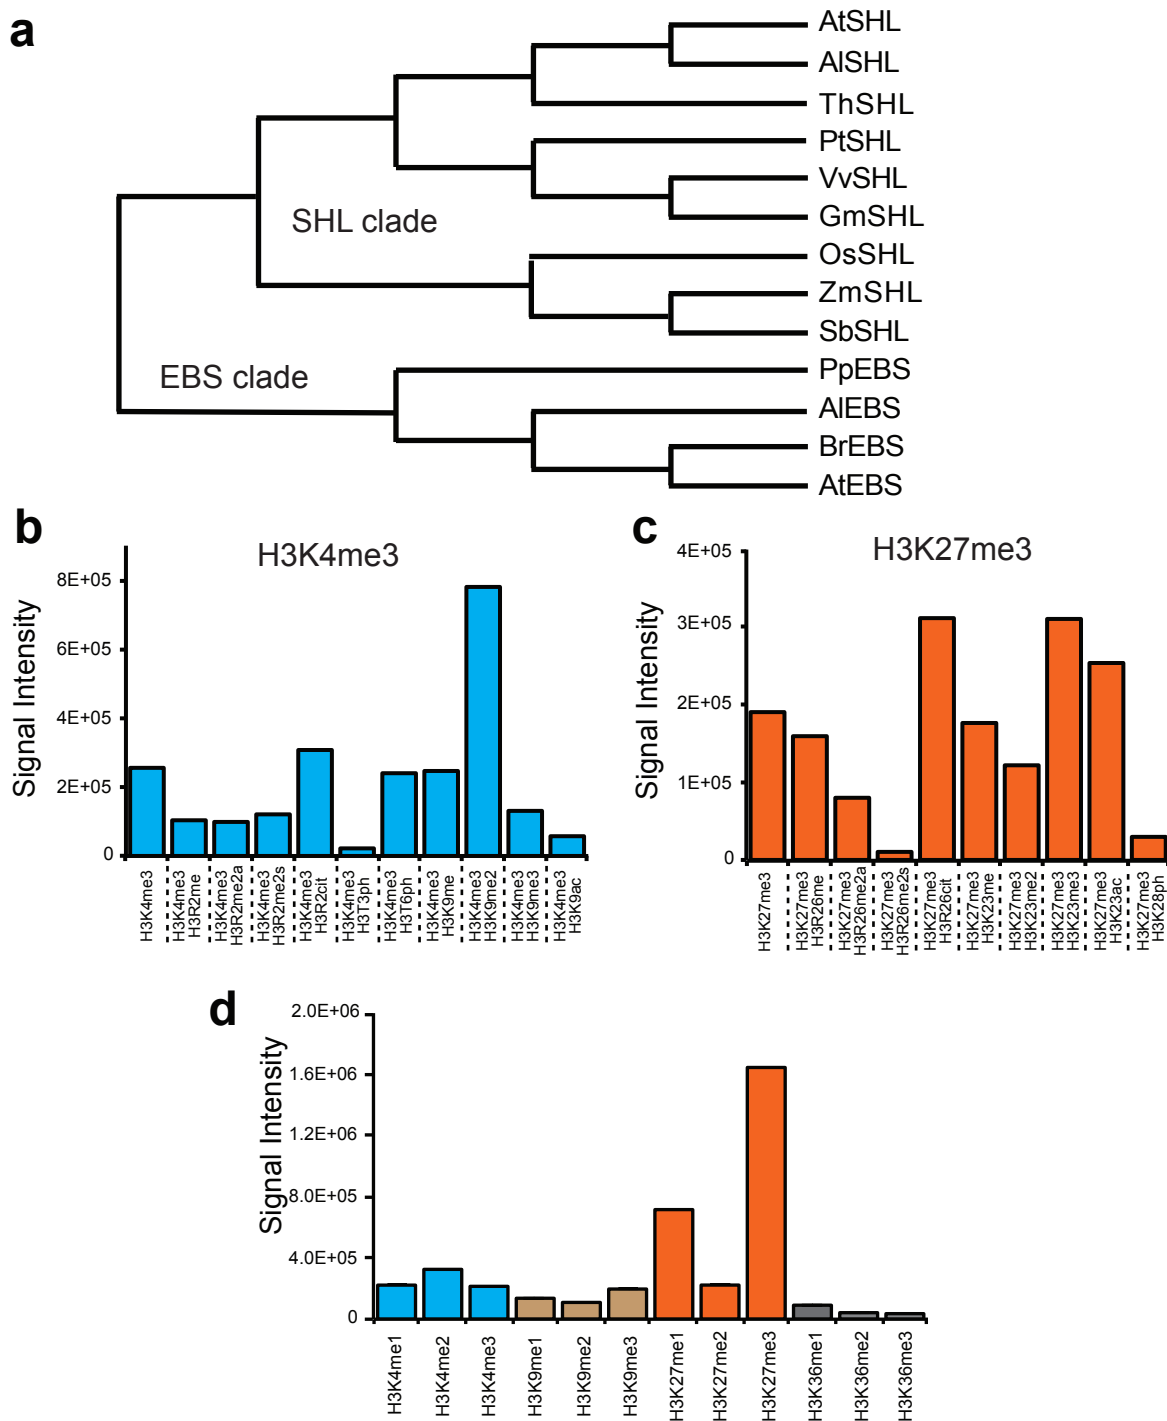 a
AtSHL
AlSHL
ThSHL
PtSHL
VvSHL
GmSHL
OsSHL
ZmSHL
SbSHL
PpEBS
AlEBS
BrEBS
AtEBS
SHL clade
EBS clade
b
H3K4me3
Signal Intensity
8E+05
6E+05
4E+05
2E+05
0
H3K4me3
H3K4me3
H3R2me
H3K4me3
H3R2me2a
H3K4me3
H3R2me2s
H3K4me3
H3R2cit
H3K4me3
H3T3ph
H3K4me3
H3T6ph
H3K4me3
H3K9me
H3K4me3
H3K9me2
H3K4me3
H3K9me3
H3K4me3
H3K9ac
c
H3K27me3
Signal Intensity
4E+05
3E+05
2E+05
1E+05
0
H3K27me3
H3K27me3
H3R26me
H3K27me3
H3R26me2a
H3K27me3
H3R26me2s
H3K27me3
H3R26cit
H3K27me3
H3K23me
H3K27me3
H3K23me2
H3K27me3
H3K23me3
H3K27me3
H3K23ac
H3K27me3
H3K28ph
d
Signal Intensity
2.0E+06
1.6E+06
1.2E+06
8.0E+05
4.0E+05
0
H3K4me1
H3K4me2
H3K4me3
H3K9me1
H3K9me2
H3K9me3
H3K27me1
H3K27me2
H3K27me3
H3K36me1
H3K36me2
H3K36me3